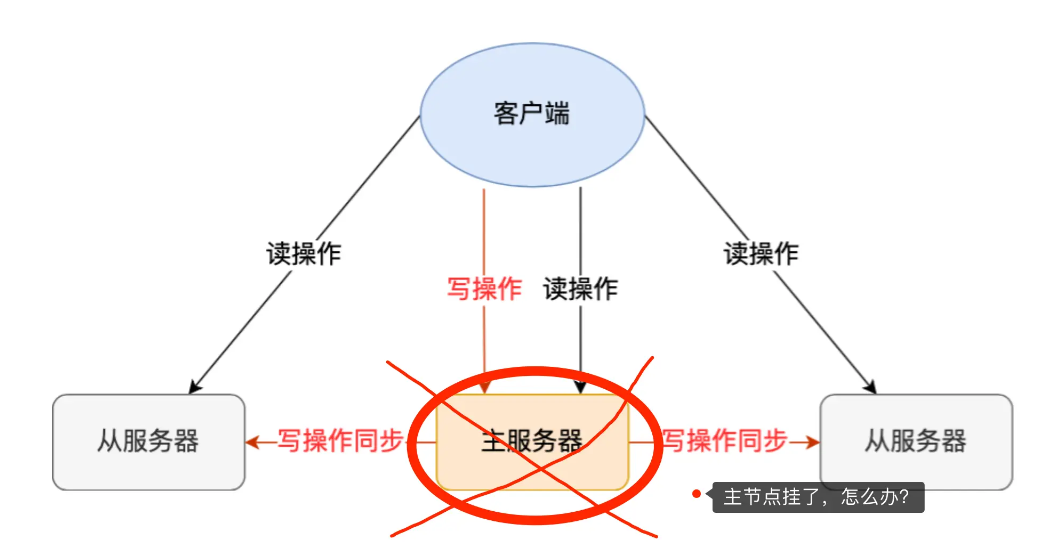 客户端
读操作
读操作
写操作
读操作
从服务器
写操作同步
主服务器
写操作同步
从服务器
主节点挂了，怎么办？